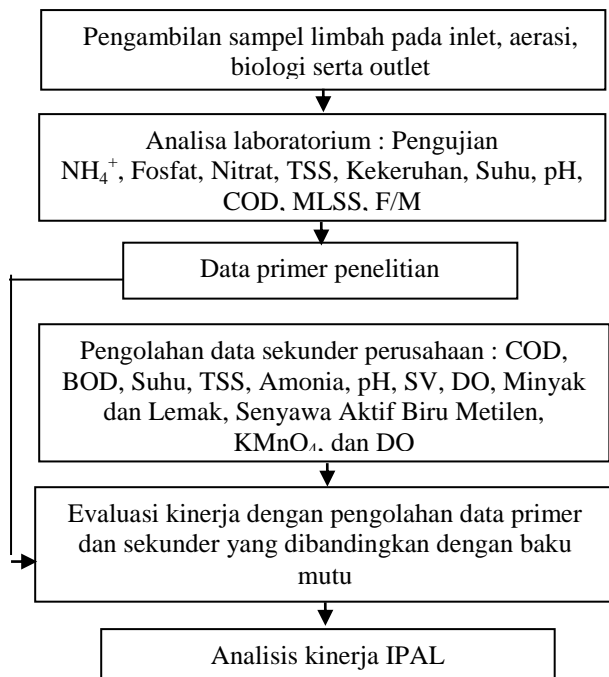 Pengambilan sampel limbah pada inlet, aerasi,
biologi serta outlet
Analisa laboratorium : Pengujian
NH₄⁺, Fosfat, Nitrat, TSS, Kekeruhan, Suhu, pH,
COD, MLSS, F/M
Data primer penelitian
Pengolahan data sekunder perusahaan : COD,
BOD, Suhu, TSS, Amonia, pH, SV, DO, Minyak
dan Lemak, Senyawa Aktif Biru Metilen,
KMnO₄, dan DO
Evaluasi kinerja dengan pengolahan data primer
dan sekunder yang dibandingkan dengan baku
mutu
Analisis kinerja IPAL